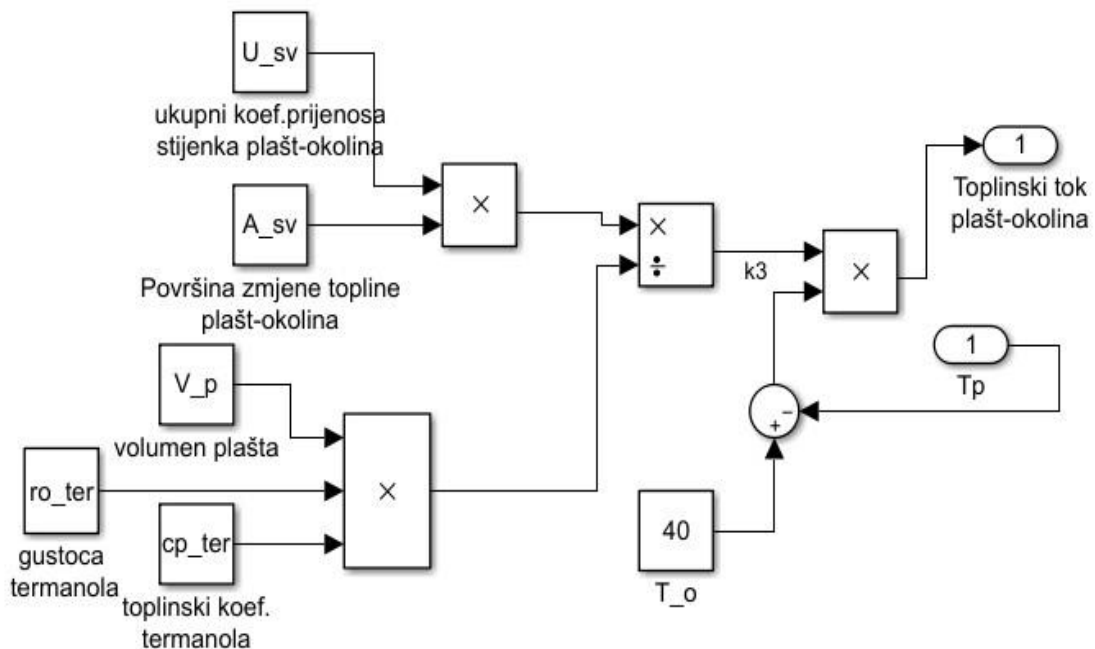 U_sv
ukupni koef.prijenosa
stijenka plašt-okolina
A_sv
Površina zmjene topline
plašt-okolina
×
×
÷
k3
×
1
Toplinski tok
plašt-okolina
1
Tp
−
+
40
T_o
V_p
volumen plašta
ro_ter
gustoca
termanola
cp_ter
toplinski koef.
termanola
×